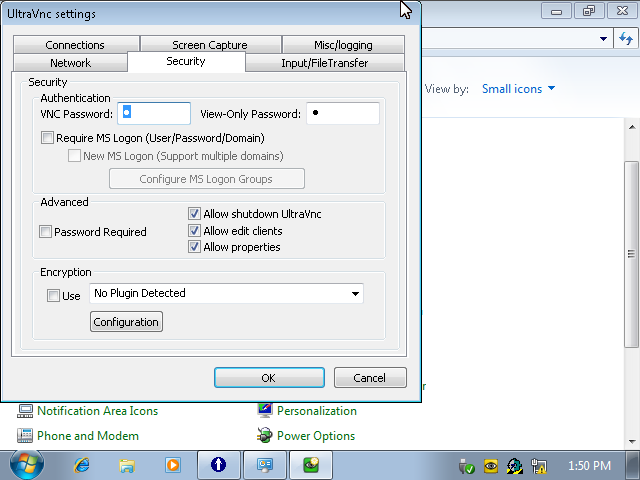 UltraVnc settings
Connections
Screen Capture
Misc/logging
Network
Security
Input/FileTransfer
Security
Authentication
VNC Password:
View-Only Password:
Require MS Logon (User/Password/Domain)
New MS Logon (Support multiple domains)
Configure MS Logon Groups
Advanced
Password Required
Allow shutdown UltraVnc
Allow edit clients
Allow properties
Encryption
Use
No Plugin Detected
Configuration
OK
Cancel
View by:
Small icons
Notification Area Icons
Personalization
Phone and Modem
Power Options
1:50 PM